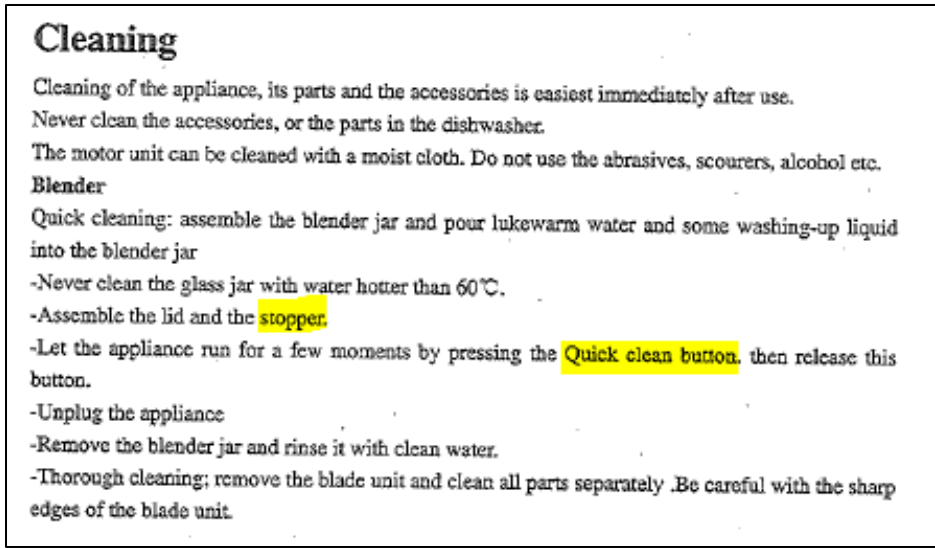 Cleaning
Cleaning of the appliance, its parts and the accessories is easiest immediately after use.
Never clean the accessories, or the parts in the dishwasher.
The motor unit can be cleaned with a moist cloth. Do not use the abrasives, scourers, alcohol etc.
Blender
Quick cleaning: assemble the blender jar and pour lukewarm water and some washing-up liquid
into the blender jar
-Never clean the glass jar with water hotter than 60℃.
-Assemble the lid and the stopper.
-Let the appliance run for a few moments by pressing the Quick clean button. then release this
button.
-Unplug the appliance
-Remove the blender jar and rinse it with clean water.
-Thorough cleaning; remove the blade unit and clean all parts separately .Be careful with the sharp
edges of the blade unit.